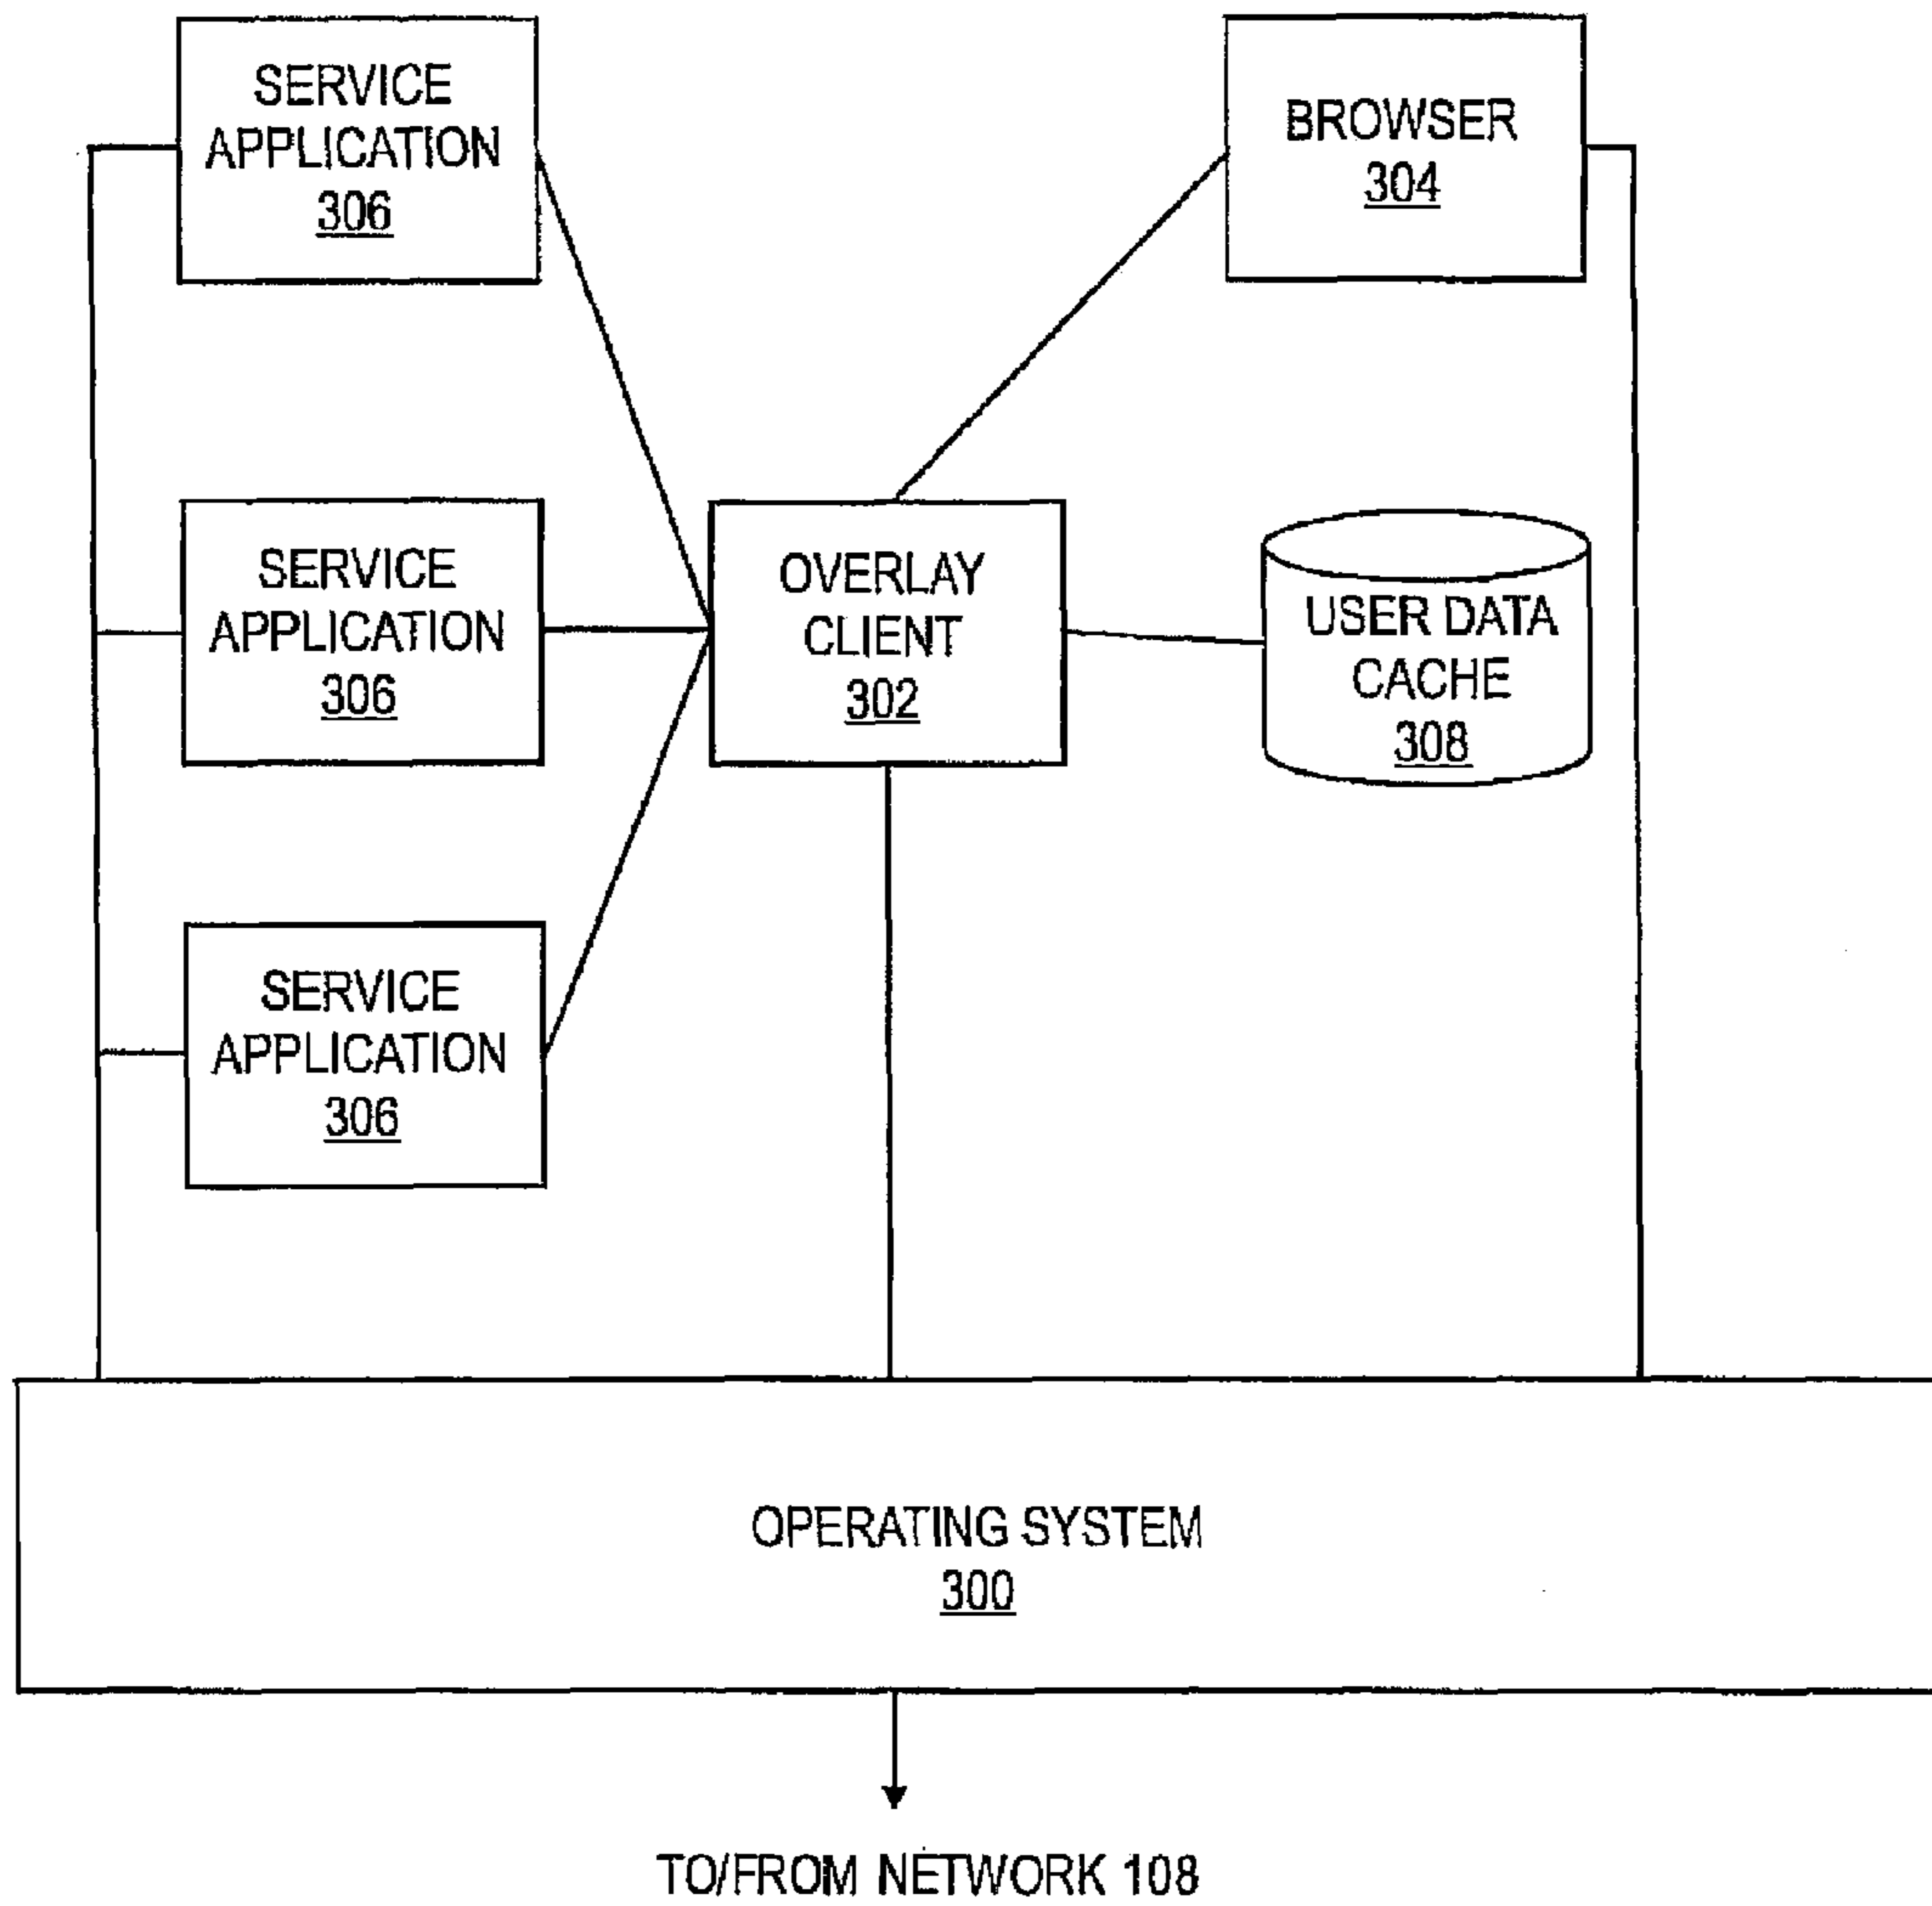 SERVICE
APPLICATION
306
BROWSER
304
SERVICE
APPLICATION
306
OVERLAY
CLIENT
302
USER DATA
CACHE
308
SERVICE
APPLICATION
306
OPERATING SYSTEM
300
TO/FROM NETWORK 108